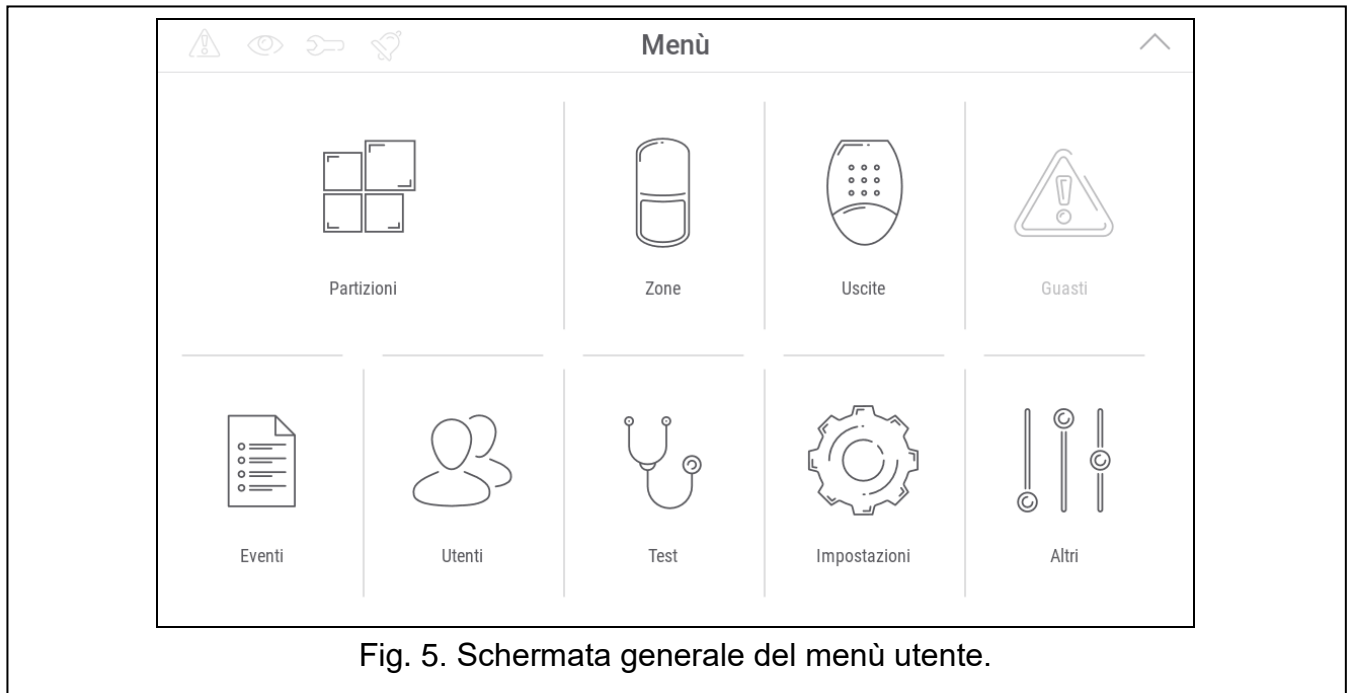 Menù
Partizioni
Zone
Uscite
Guasti
Eventi
Utenti
Test
Impostazioni
Altri
Fig. 5. Schermata generale del menù utente.